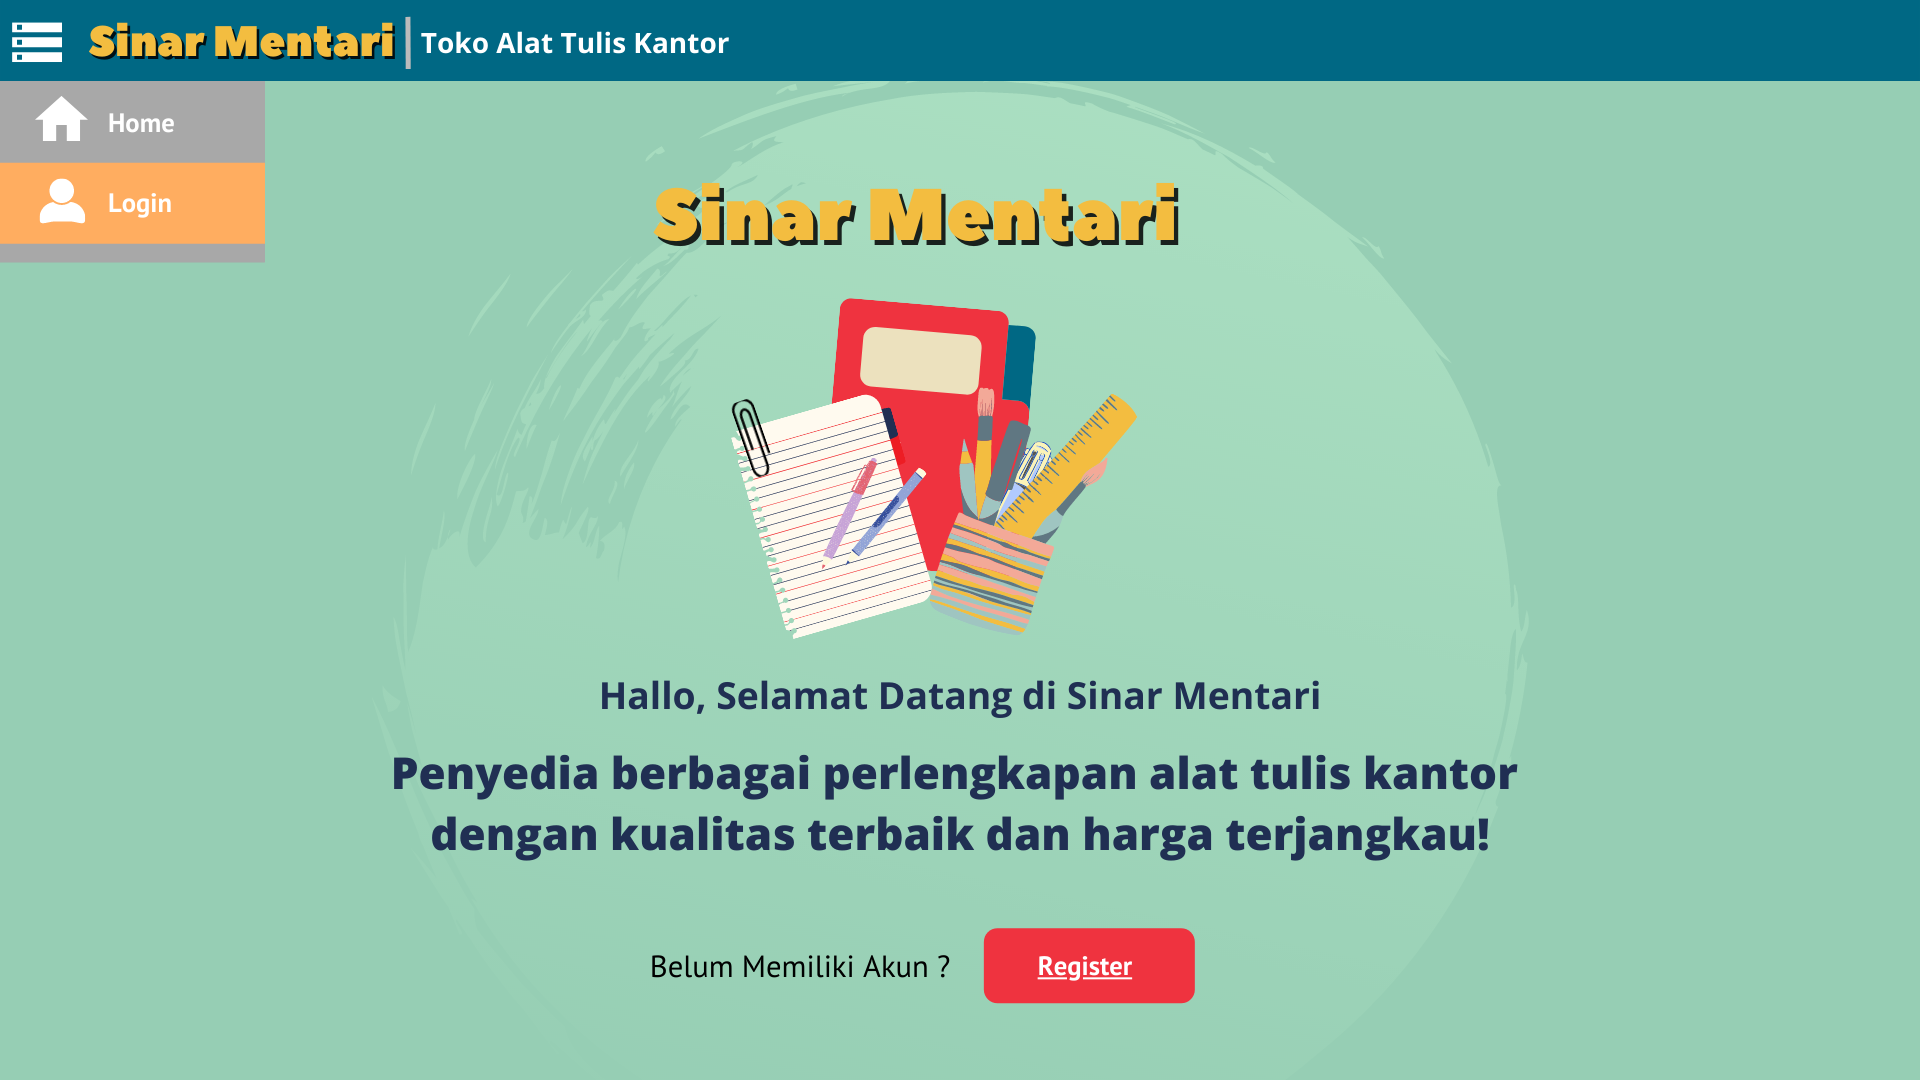 Sinar Mentari
Toko Alat Tulis Kantor
Home
Login
Sinar Mentari
Hallo, Selamat Datang di Sinar Mentari
Penyedia berbagai perlengkapan alat tulis kantor
dengan kualitas terbaik dan harga terjangkau!
Belum Memiliki Akun ?
Register